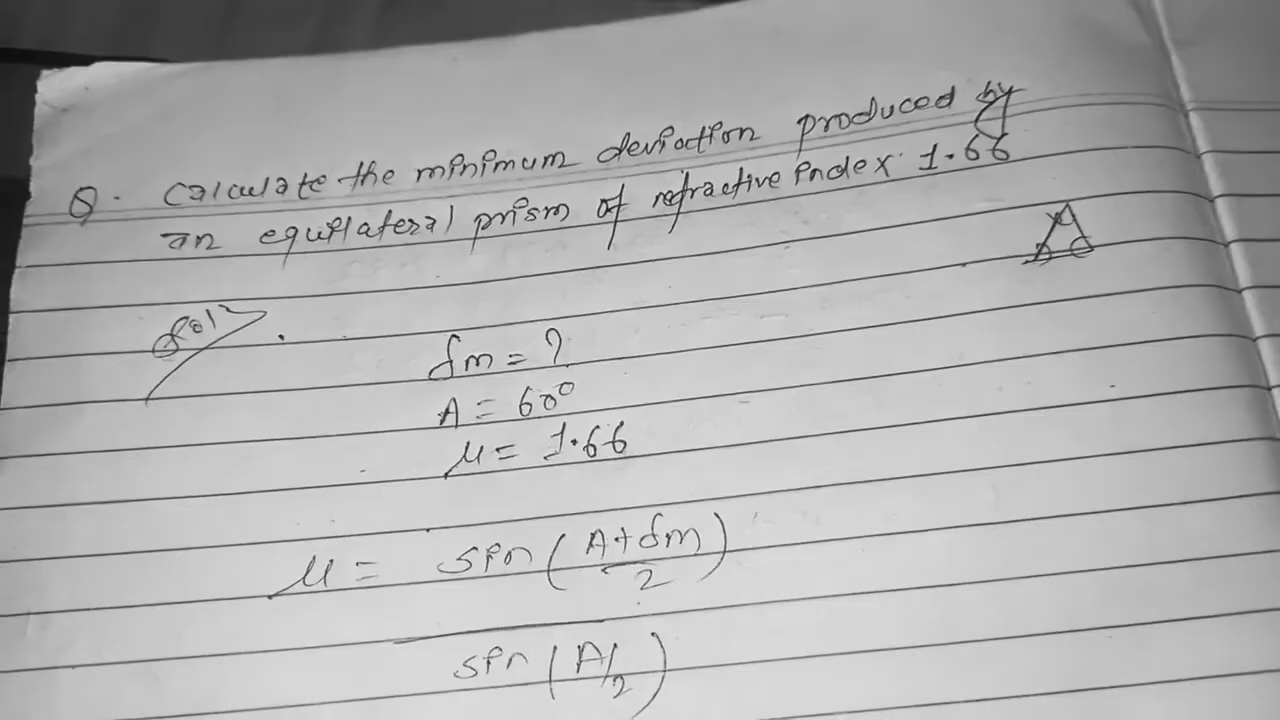 Q. Calculate the minimum deviation produced by
an equilateral prism of refractive index 1.66
Soln.
δm = ?
A = 60°
μ = 1.66
μ = sin (A+δm/2)
sin (A/2)